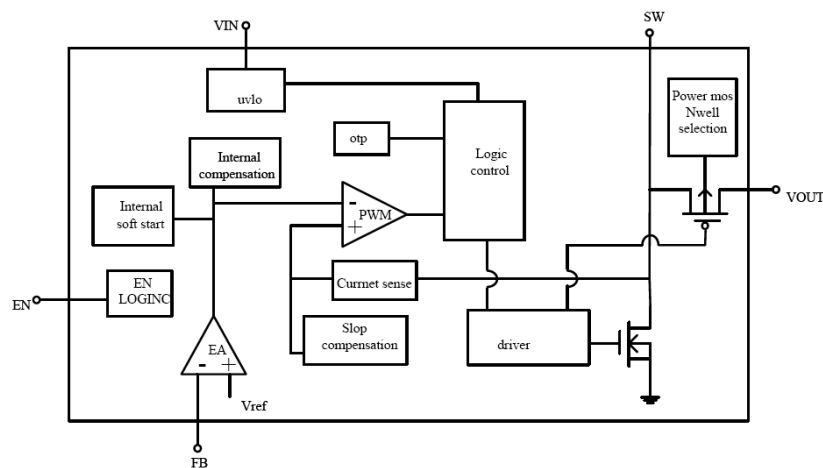 VIN
SW
uvlo
Power mos
Nwell
selection
otp
Logic
control
Internal
compensation
Internal
soft start
-
PWM
+
VOUT
EN
EN
LOGINC
Currnet sense
Slop
compensation
driver
EA
-
+
Vref
FB